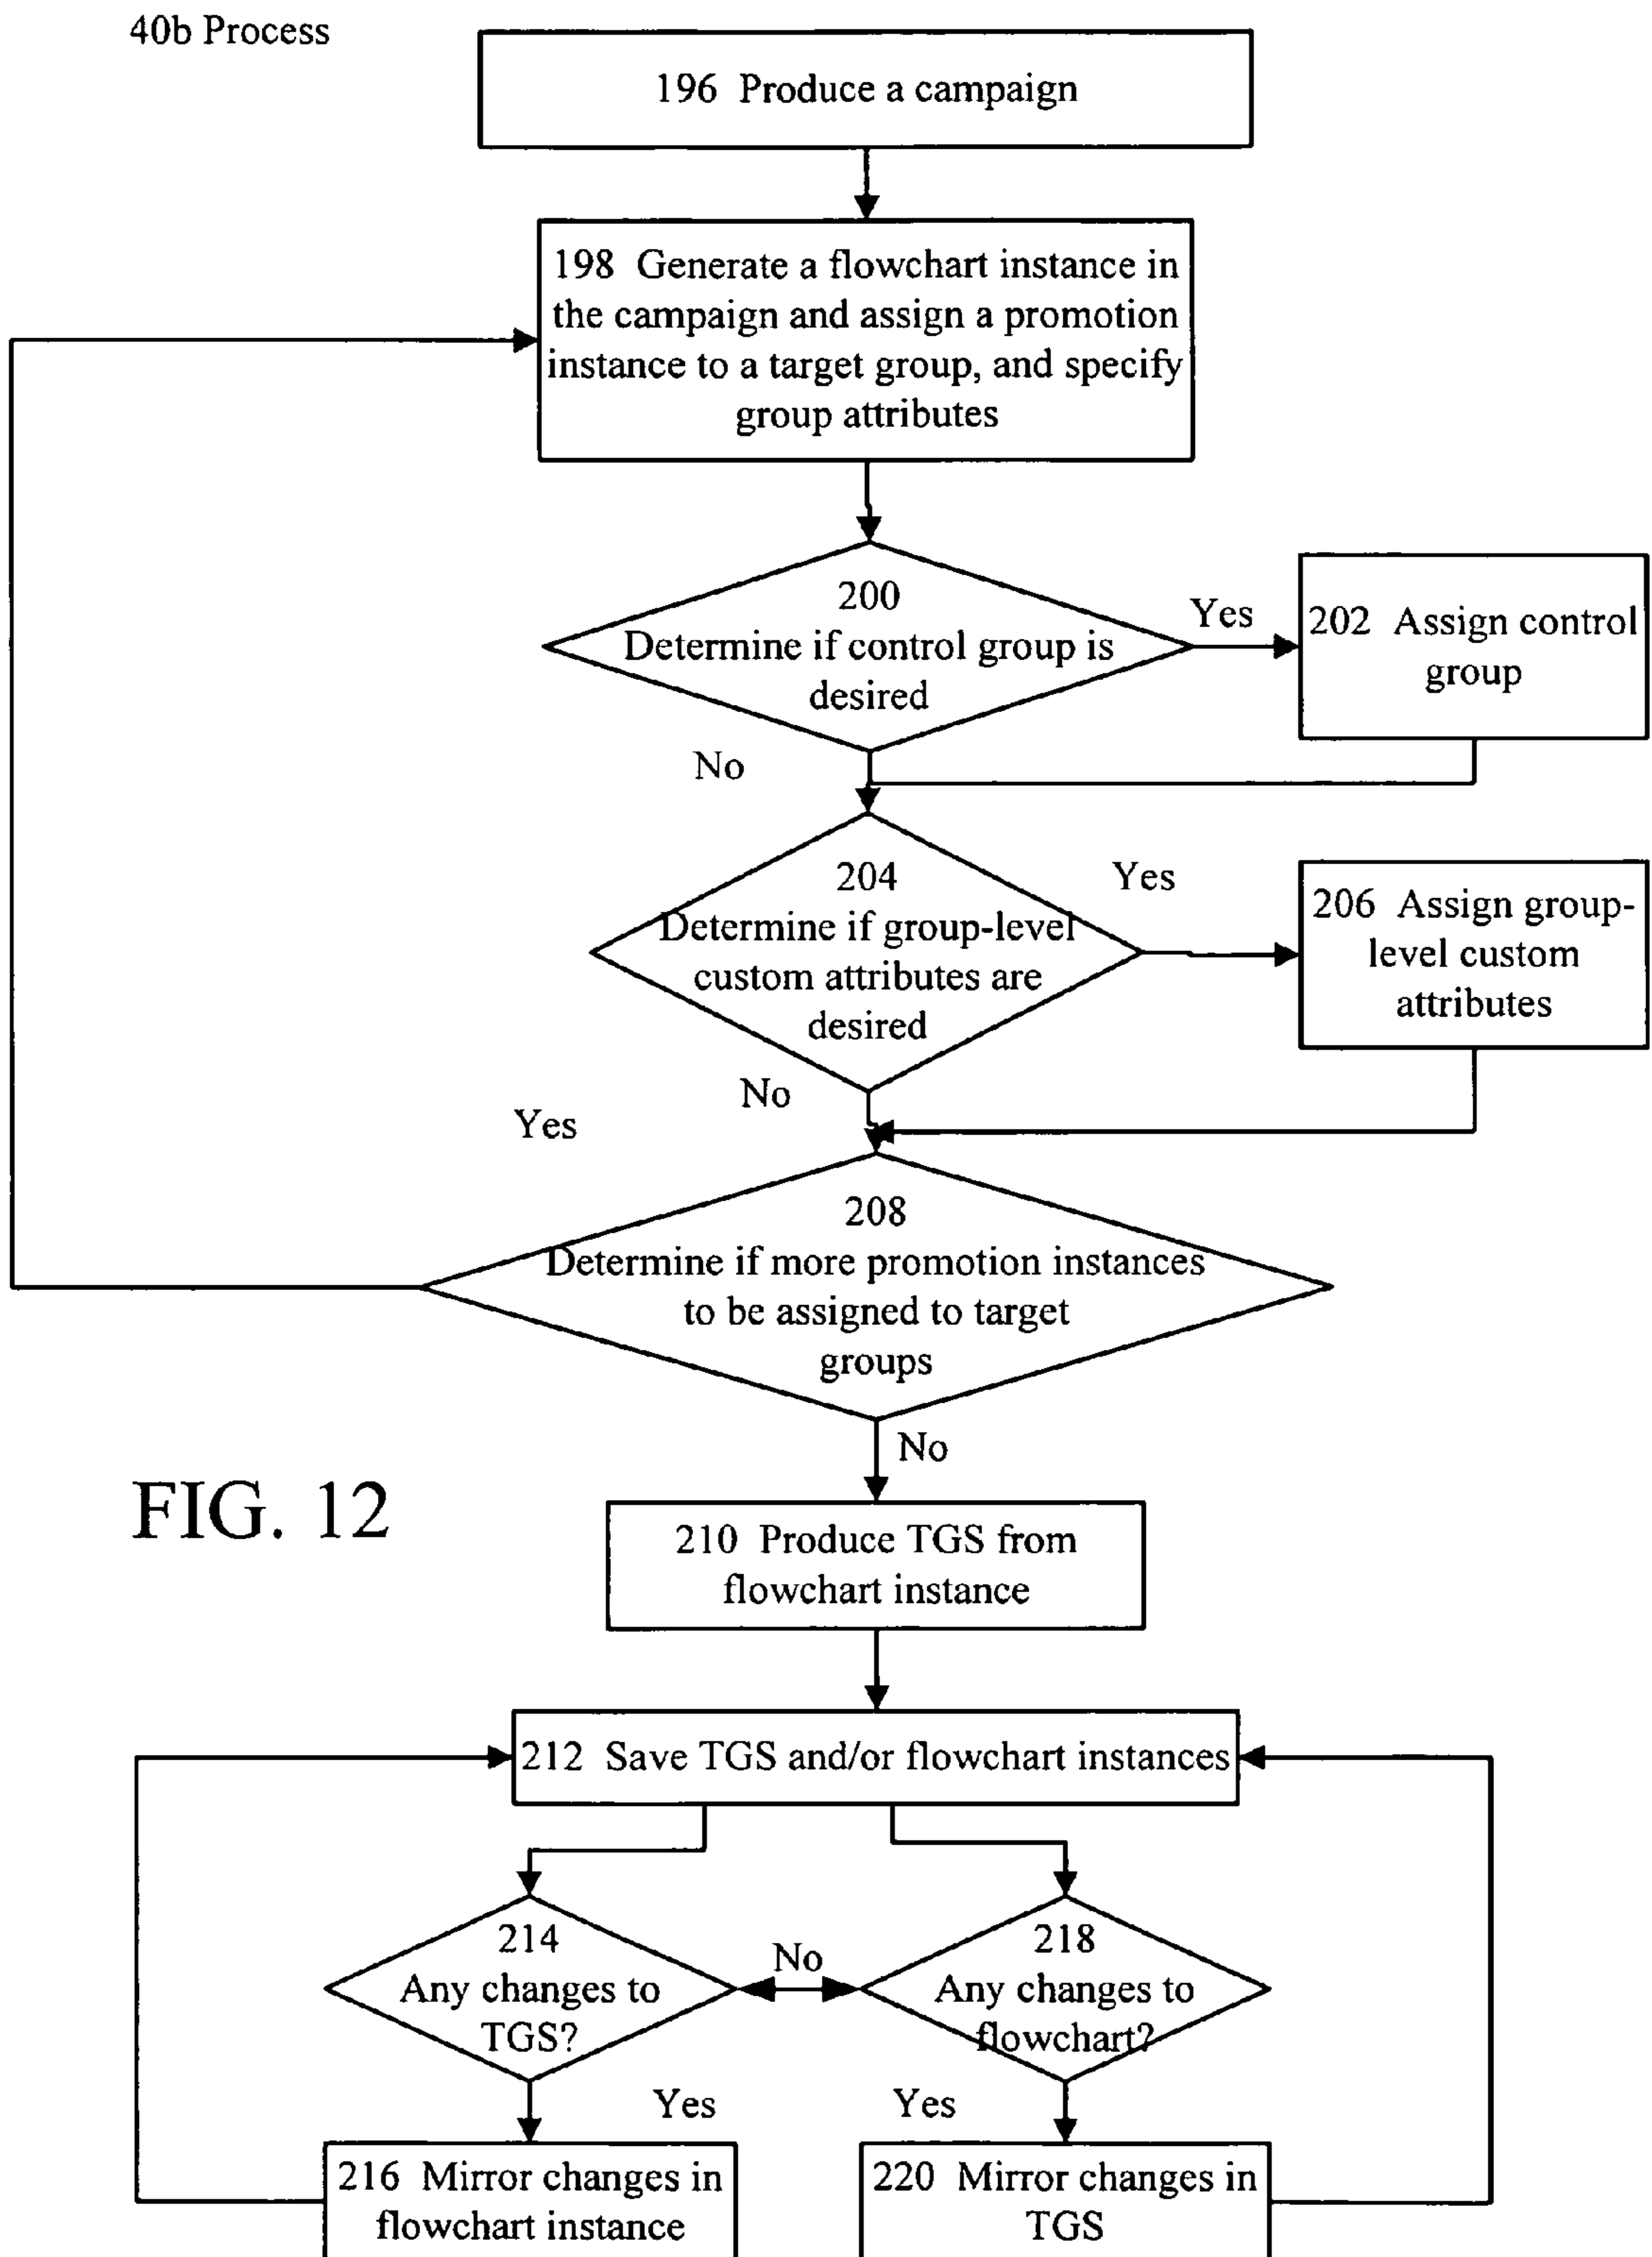 40b Process
196 Produce a campaign
198 Generate a flowchart instance in
the campaign and assign a promotion
instance to a target group, and specify
group attributes
200
Determine if control group is
desired
Yes
202 Assign control
group
No
204
Determine if group-level
custom attributes are
desired
Yes
206 Assign group-
level custom
attributes
No
Yes
208
Determine if more promotion instances
to be assigned to target
groups
No
FIG. 12
210 Produce TGS from
flowchart instance
212 Save TGS and/or flowchart instances
214
Any changes to
TGS?
No
218
Any changes to
flowchart?
Yes
Yes
216 Mirror changes in
flowchart instance
220 Mirror changes in
TGS